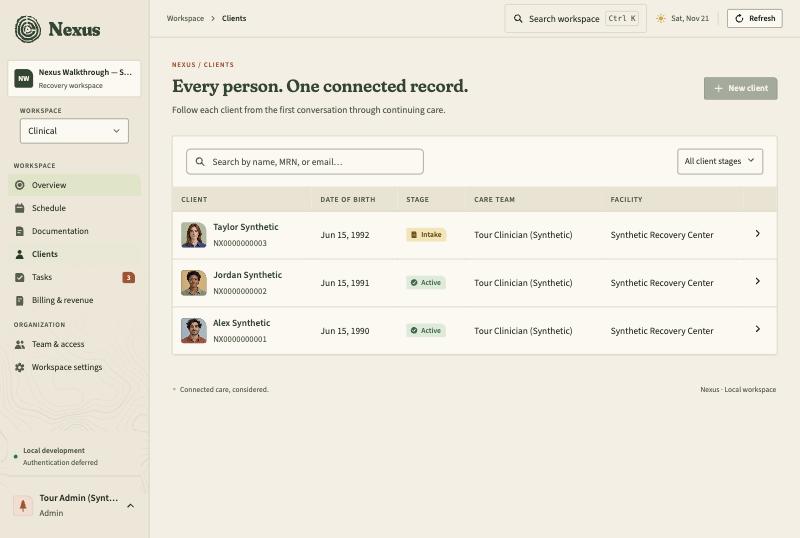 Nexus
NW
Nexus Walkthrough — S...
Recovery workspace
WORKSPACE
Clinical
WORKSPACE
Overview
Schedule
Documentation
Clients
Tasks
3
Billing & revenue
ORGANIZATION
Team & access
Workspace settings
Local development
Authentication deferred
Tour Admin (Synt...
Admin
Workspace > Clients
Search workspace Ctrl K
Sat, Nov 21
Refresh
NEXUS / CLIENTS
Every person. One connected record.
Follow each client from the first conversation through continuing care.
New client
Search by name, MRN, or email...
All client stages
CLIENT DATE OF BIRTH STAGE CARE TEAM FACILITY
Taylor Synthetic
NX0000000003
Jun 15, 1992 Intake Tour Clinician (Synthetic) Synthetic Recovery Center
Jordan Synthetic
NX0000000002
Jun 15, 1991 Active Tour Clinician (Synthetic) Synthetic Recovery Center
Alex Synthetic
NX0000000001
Jun 15, 1990 Active Tour Clinician (Synthetic) Synthetic Recovery Center
Connected care, considered.
Nexus · Local workspace